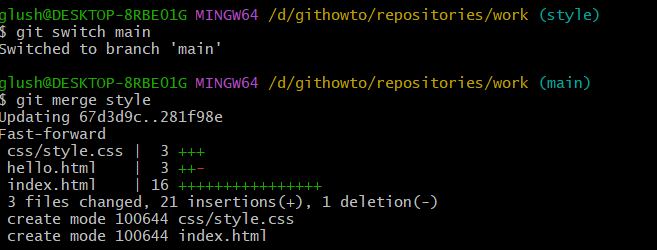 glush@DESKTOP-8RBEO1G MINGW64 /d/githowto/repositories/work (style)
$ git switch main
Switched to branch 'main'
glush@DESKTOP-8RBEO1G MINGW64 /d/githowto/repositories/work (main)
$ git merge style
Updating 67d3d9c..281f98e
Fast-forward
 css/style.css |  3 +++
 hello.html    |  3 ++-
 index.html    | 16 ++++++++++++++++
 3 files changed, 21 insertions(+), 1 deletion(-)
 create mode 100644 css/style.css
 create mode 100644 index.html